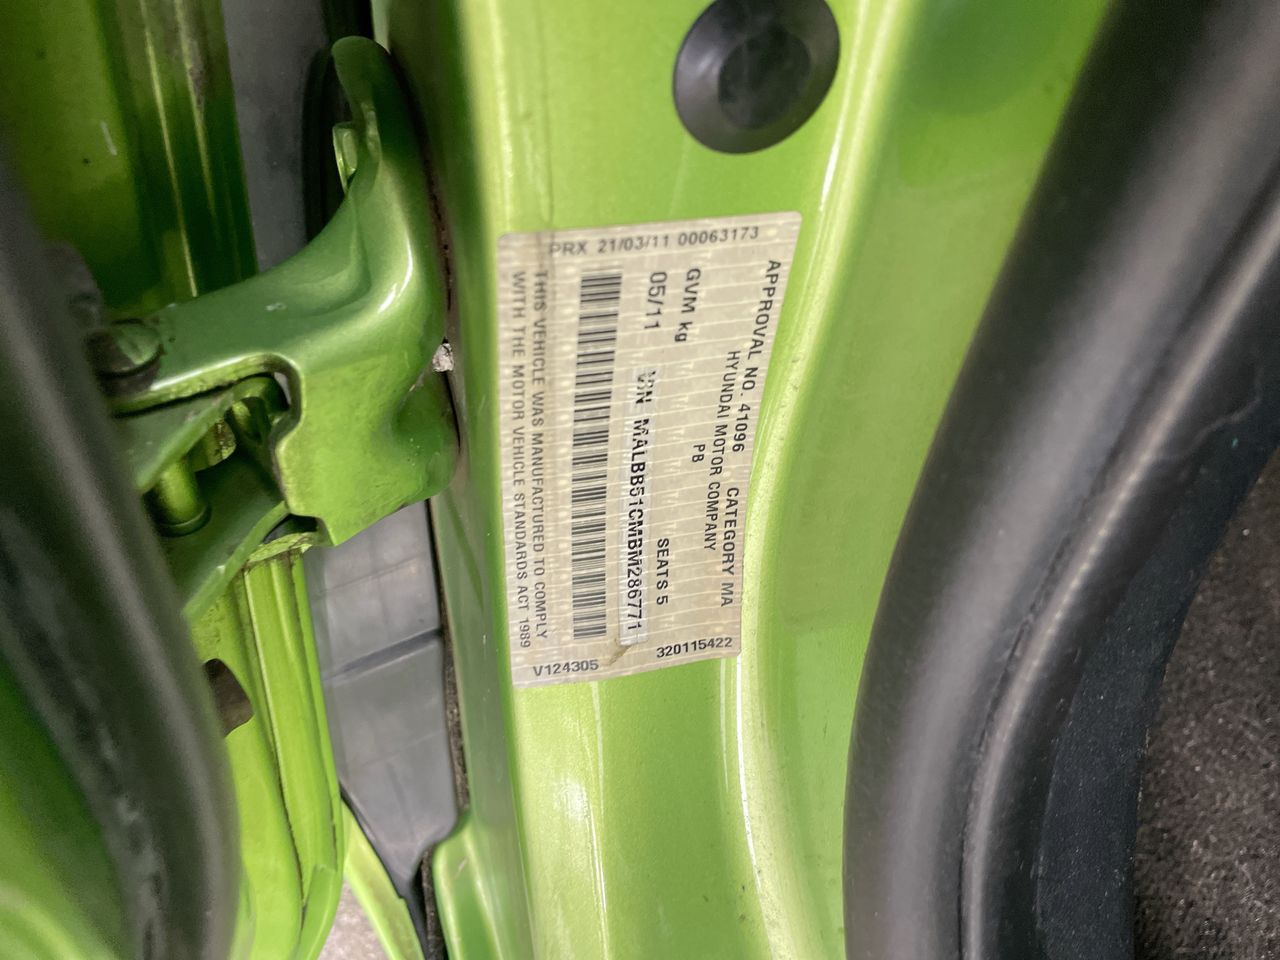 PRX 21/03/11 00063173
APPROVAL NO. 41096 CATEGORY MA
HYUNDAI MOTOR COMPANY
PB
GVM kg SEATS 5
05/11 VIN MALBB51CMBM286771
THIS VEHICLE WAS MANUFACTURED TO COMPLY
WITH THE MOTOR VEHICLE STANDARDS ACT 1989
V124305 320115422